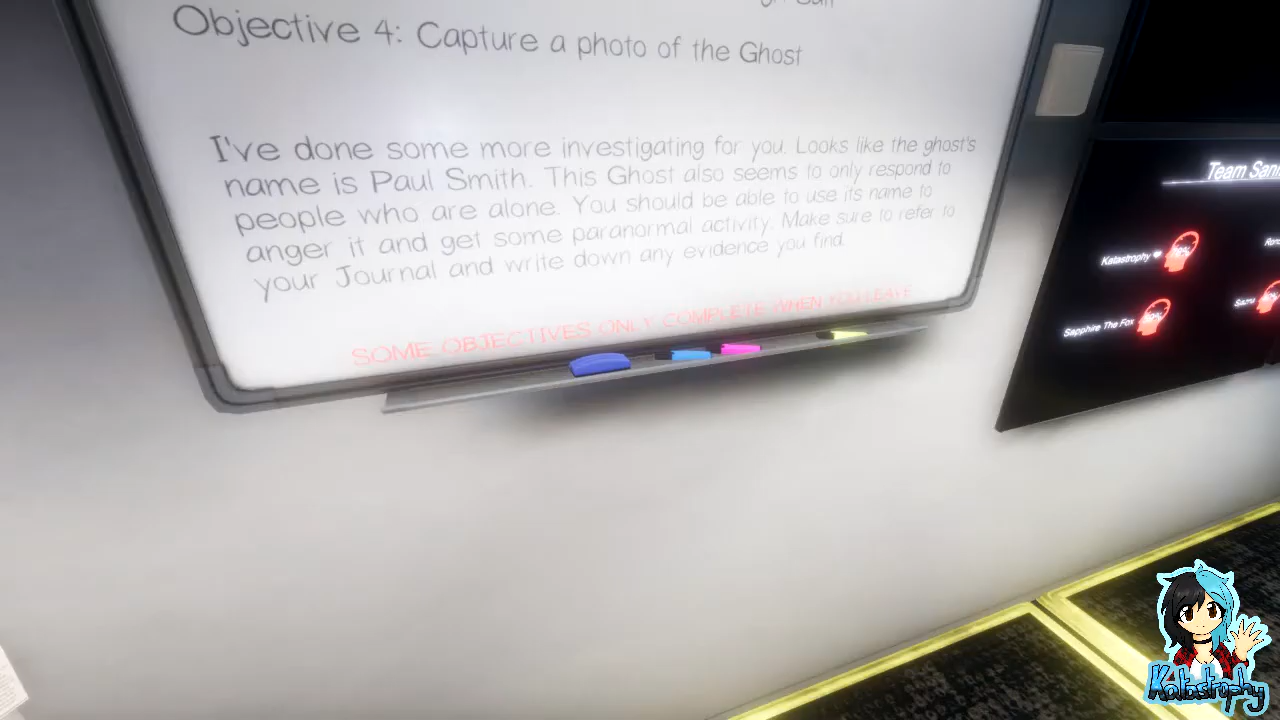 Objective 4: Capture a photo of the Ghost
I've done some more investigating for you. Looks like the ghost's
name is Paul Smith. This Ghost also seems to only respond to
people who are alone. You should be able to use its name to
anger it and get some paranormal activity. Make sure to refer to
your Journal and write down any evidence you find.
SOME OBJECTIVES ONLY COMPLETE WHEN YOU LEAVE
Team Sani
Katastrophy
Sapphire The Fox
Katastrophy